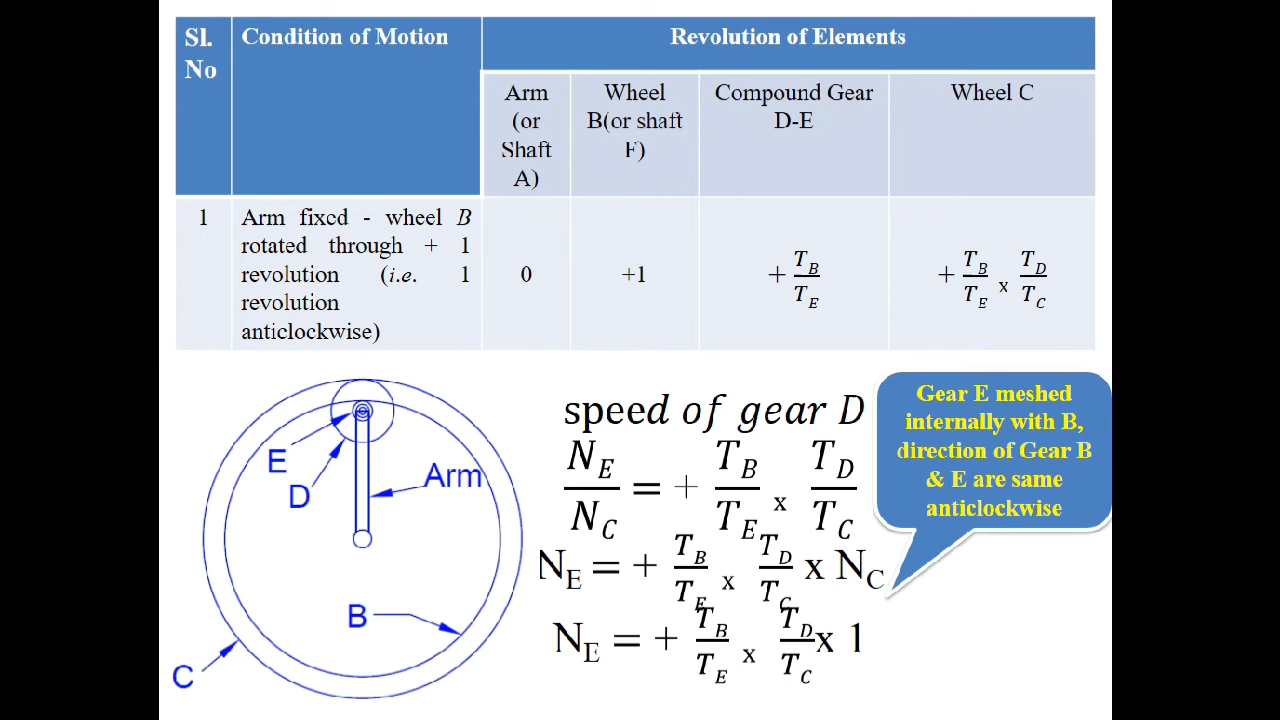 Sl. No
Condition of Motion
Revolution of Elements
Arm
(or
Shaft
A)
Wheel
B(or shaft
F)
Compound Gear
D-E
Wheel C
1
Arm fixed - wheel B
rotated through + 1
revolution (i.e. 1
revolution
anticlockwise)
0
+1
+ T_B/T_E
+ T_B/T_E x T_D/T_C
E
D
Arm
B
C
speed of gear D
N_E/N_C = + T_B/T_E x T_D/T_C
N_E = + T_B/T_E x T_D/T_C x N_C
N_E = + T_B/T_E x T_D/T_C x 1
Gear E meshed
internally with B,
direction of Gear B
& E are same
anticlockwise